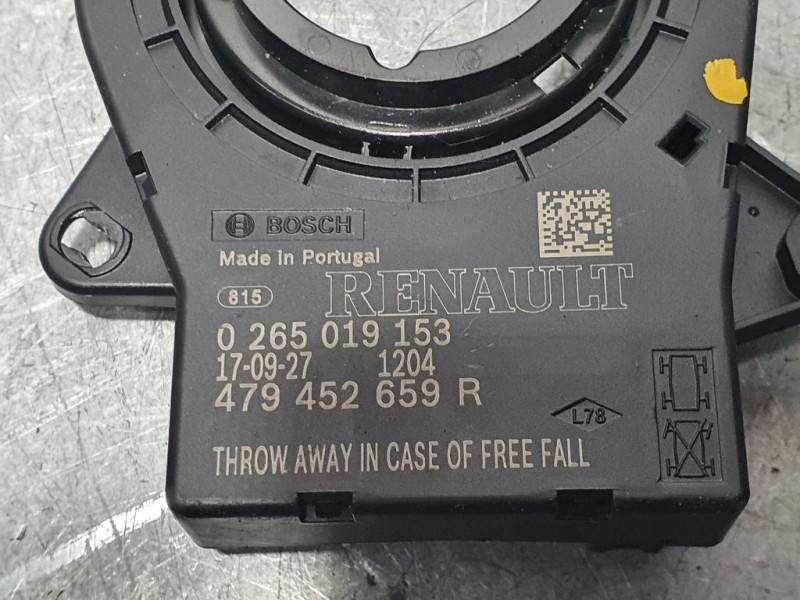 BOSCH
Made in Portugal
815
RENAULT
0 265 019 153
17-09-27 1204
479 452 659 R
L78
THROW AWAY IN CASE OF FREE FALL